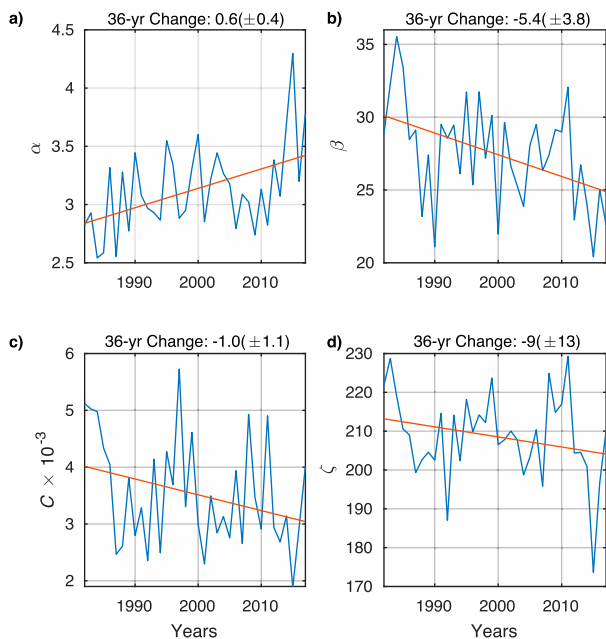 a) 36-yr Change: 0.6(±0.4)
α
4.5
4
3.5
3
2.5
1990 2000 2010
b) 36-yr Change: -5.4(±3.8)
β
35
30
25
20
1990 2000 2010
c) 36-yr Change: -1.0(±1.1)
C × 10⁻³
6
5
4
3
2
1990 2000 2010
Years
d) 36-yr Change: -9(±13)
ζ
230
220
210
200
190
180
170
1990 2000 2010
Years